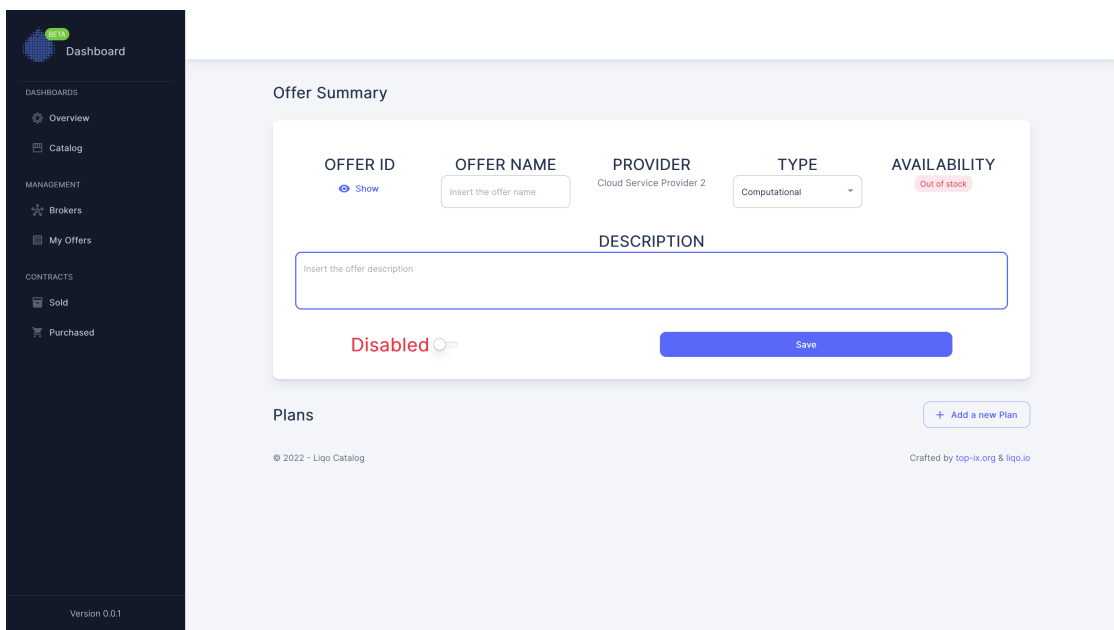 BETA
Dashboard
DASHBOARDS
Overview
Catalog
MANAGEMENT
Brokers
My Offers
CONTRACTS
Sold
Purchased
Version 0.0.1
Offer Summary
OFFER ID
Show
OFFER NAME
Insert the offer name
PROVIDER
Cloud Service Provider 2
TYPE
Computational
AVAILABILITY
Out of stock
DESCRIPTION
Insert the offer description
Disabled
Save
Plans
+ Add a new Plan
© 2022 - Liqo Catalog
Crafted by top-ix.org & liqo.io